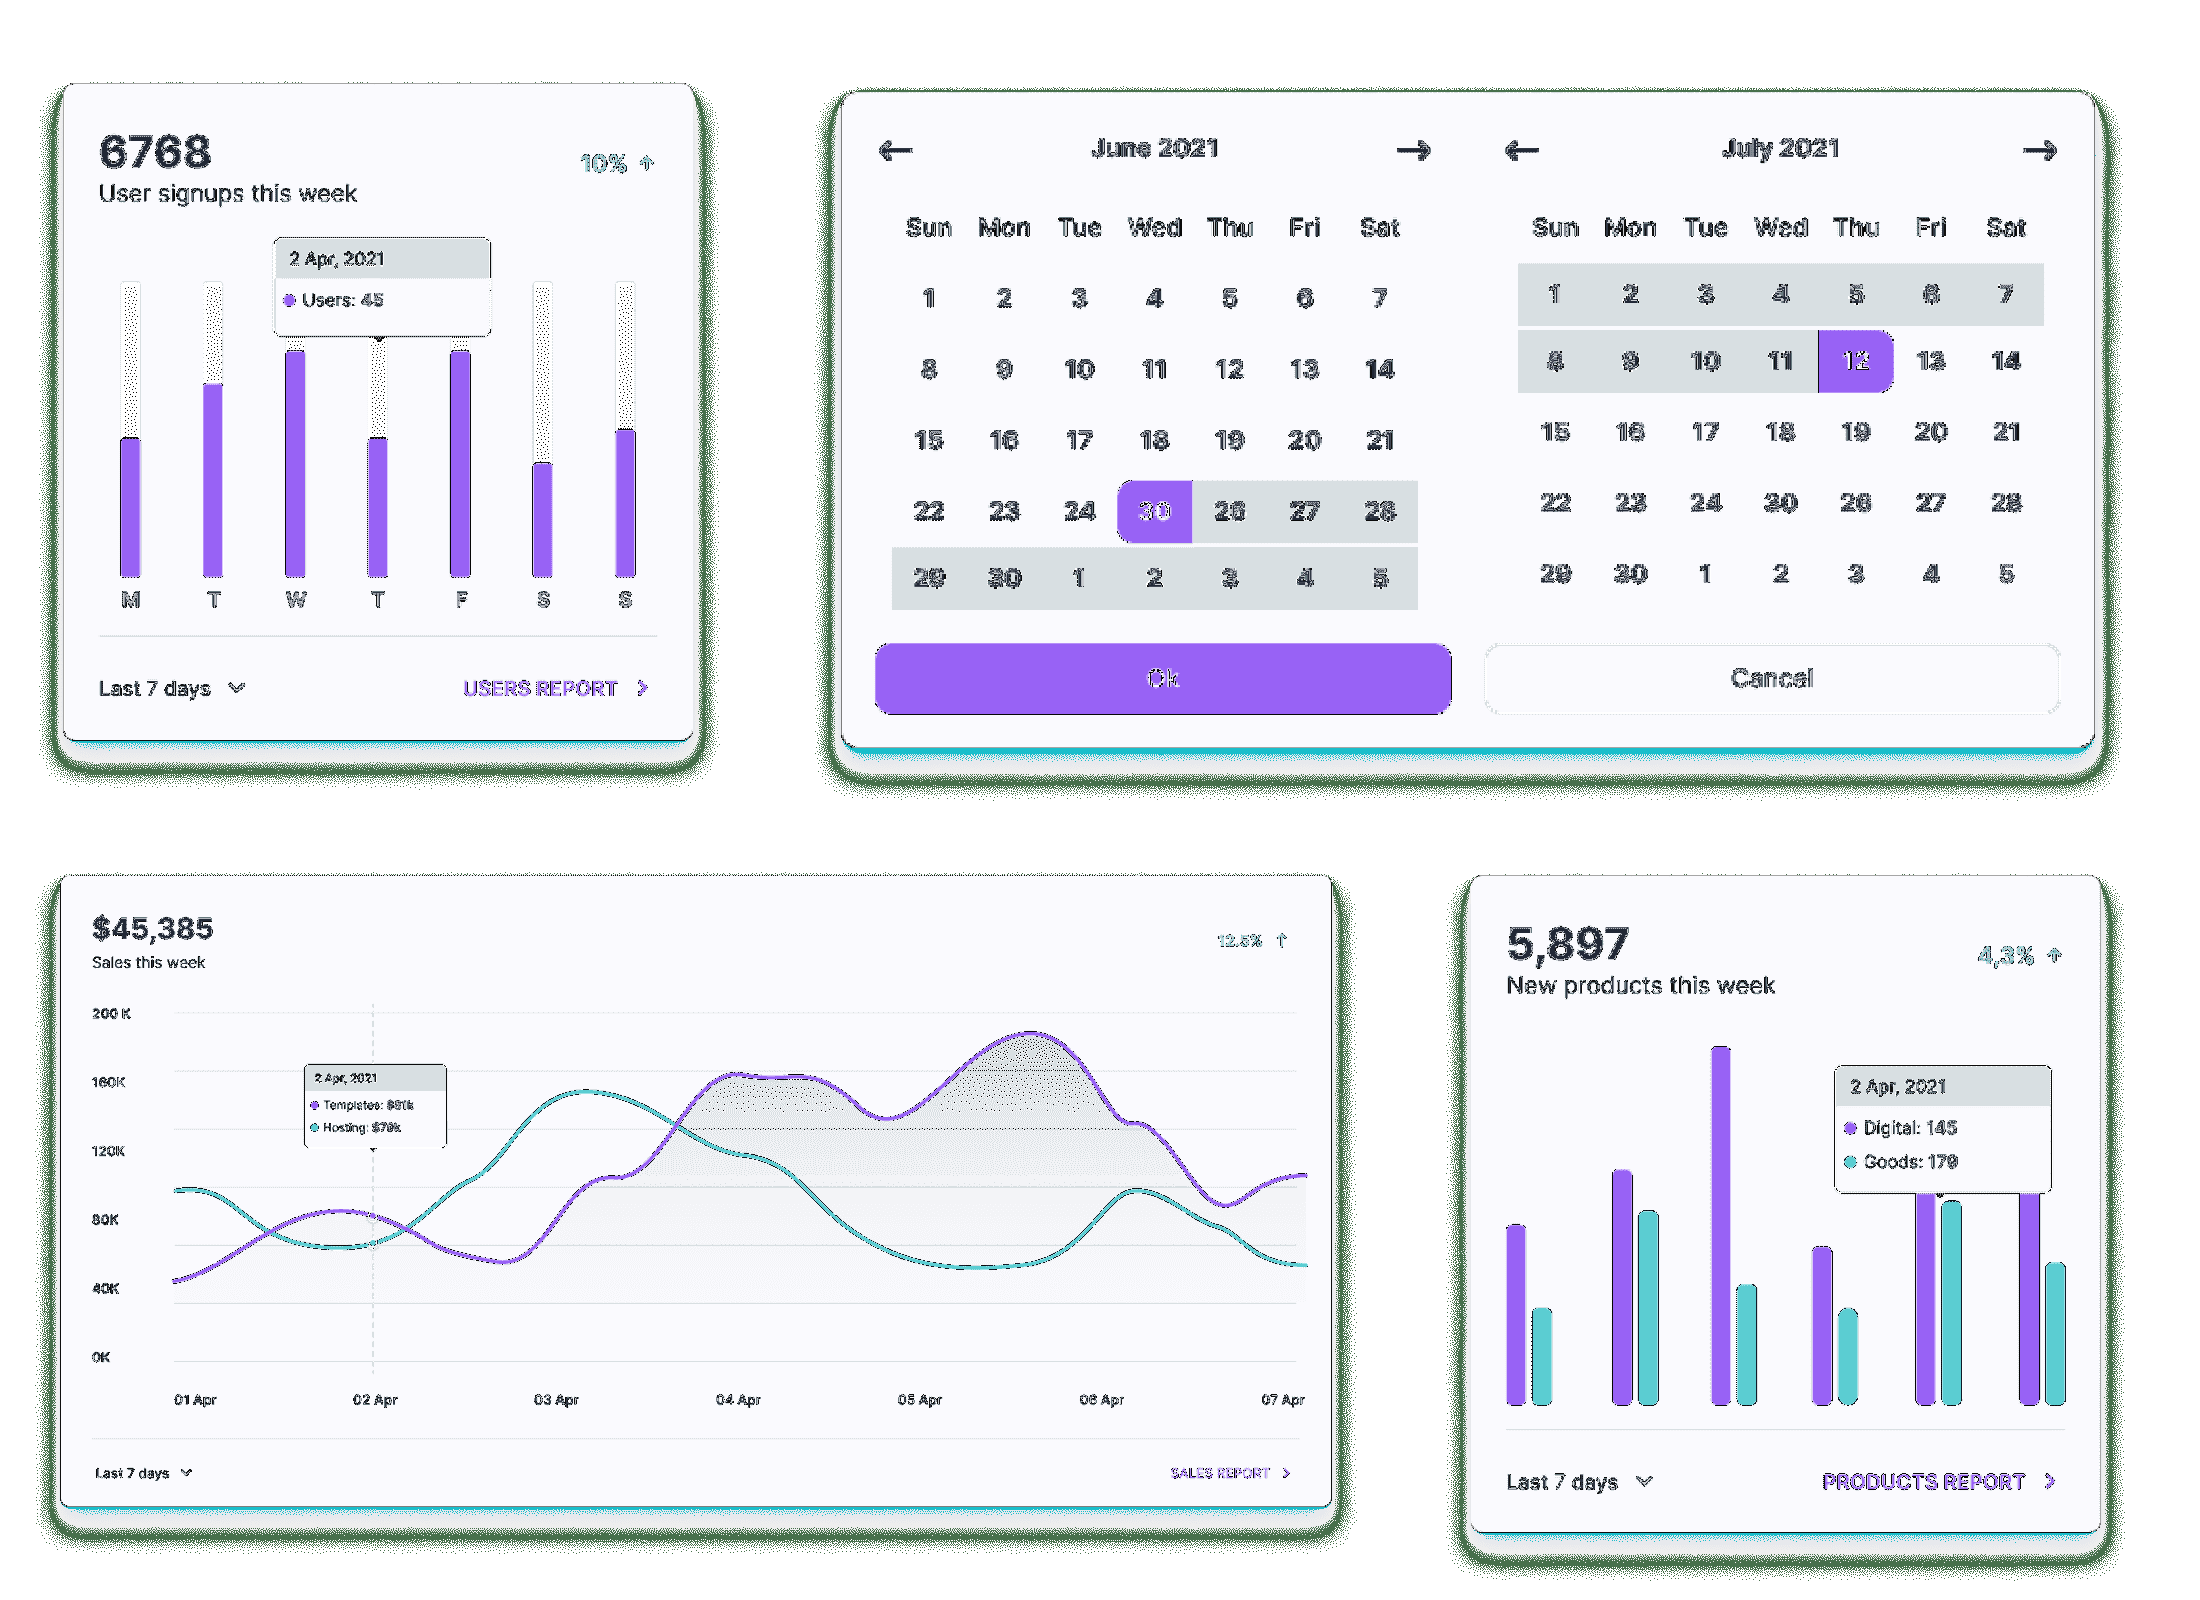 6768
10%
User signups this week
2 Apr, 2021
Users: 45
M T W T F S S
Last 7 days
USERS REPORT
June 2021
Sun Mon Tue Wed Thu Fri Sat
1 2 3 4 5 6 7
8 9 10 11 12 13 14
15 16 17 18 19 20 21
22 23 24 30 26 27 28
29 30 1 2 3 4 5
July 2021
Sun Mon Tue Wed Thu Fri Sat
1 2 3 4 5 6 7
8 9 10 11 12 13 14
15 16 17 18 19 20 21
22 23 24 30 26 27 28
29 30 1 2 3 4 5
Ok
Cancel
$45,385
12.5%
Sales this week
200 K
160K
120K
80K
40K
0K
2 Apr, 2021
Templates:
Hosting:
01 Apr 02 Apr 03 Apr 04 Apr 05 Apr 06 Apr 07 Apr
Last 7 days
SALES REPORT
5,897
4,3%
New products this week
2 Apr, 2021
Digital: 145
Goods: 179
Last 7 days
PRODUCTS REPORT